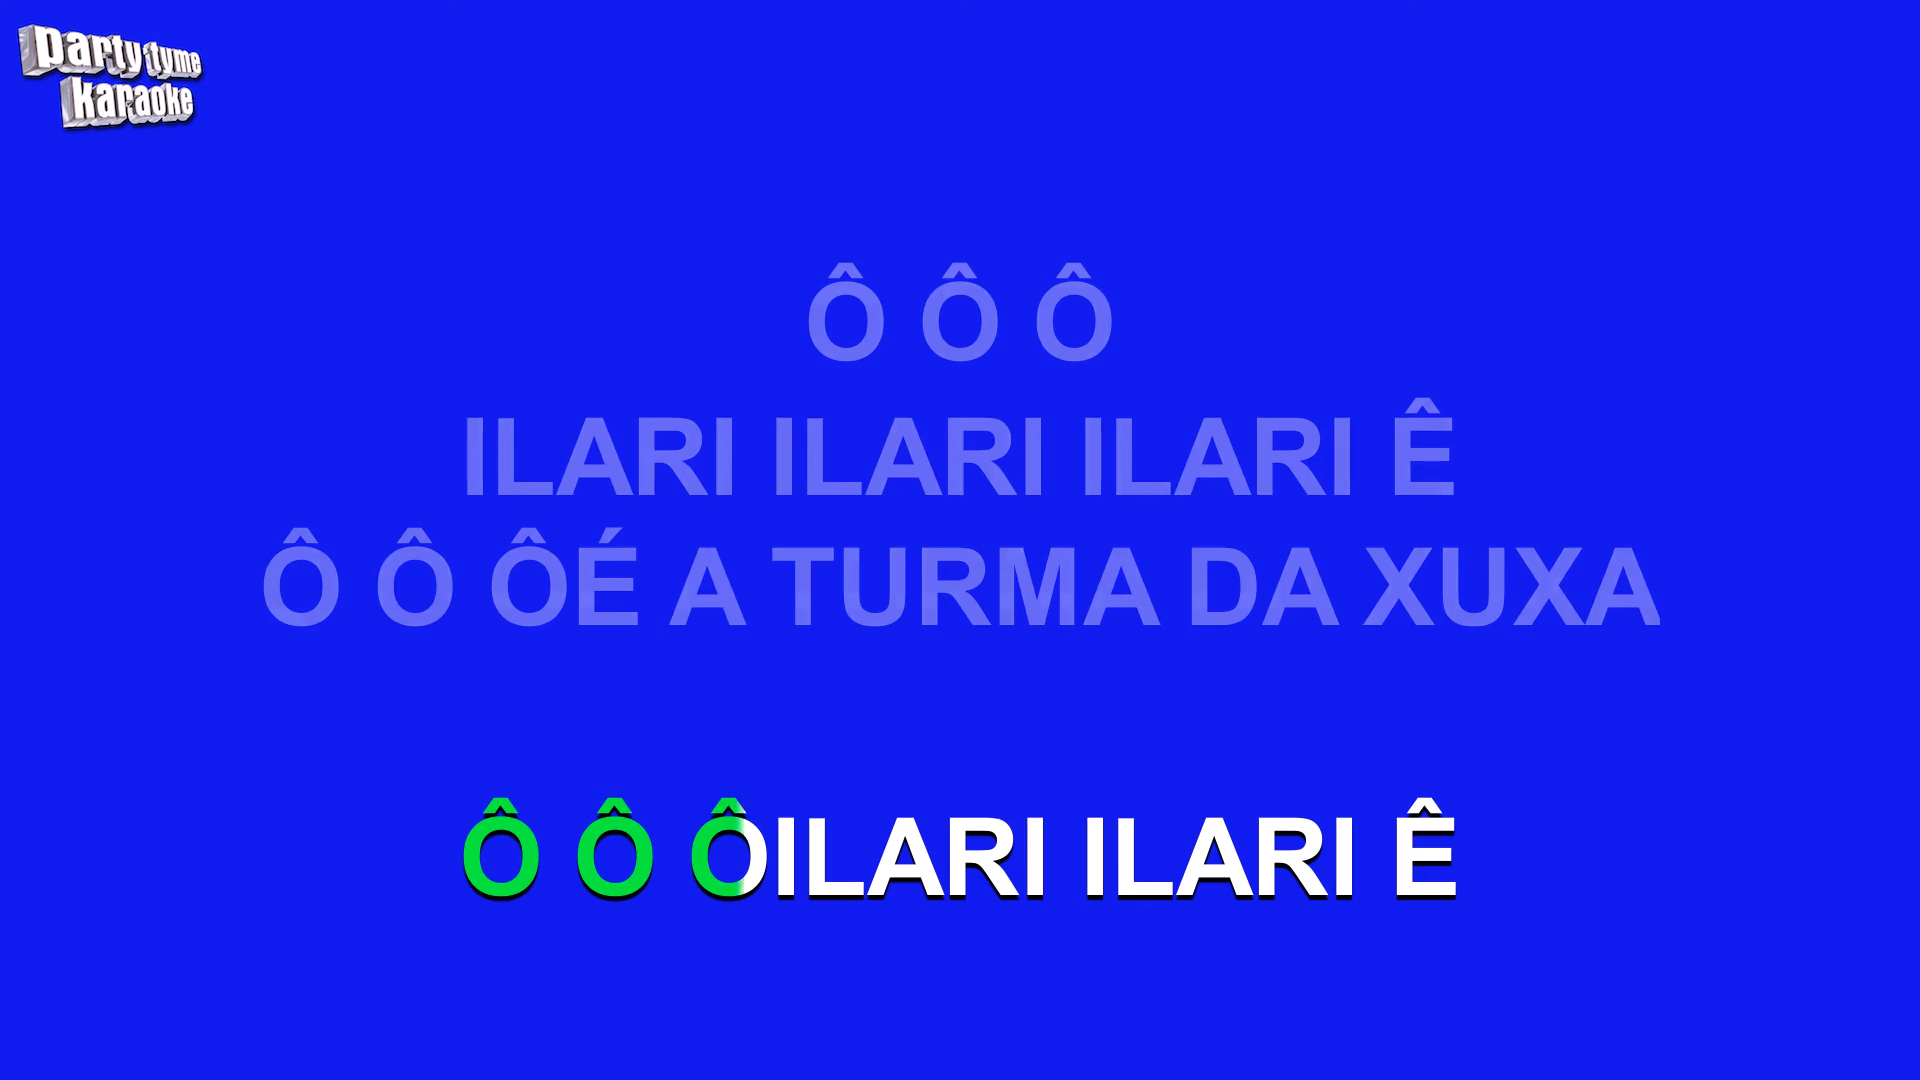 party tyme
karaoke
Ô Ô Ô
ILARI ILARI ILARI Ê
Ô Ô ÔÉ A TURMA DA XUXA
Ô Ô ÔILARI ILARI Ê